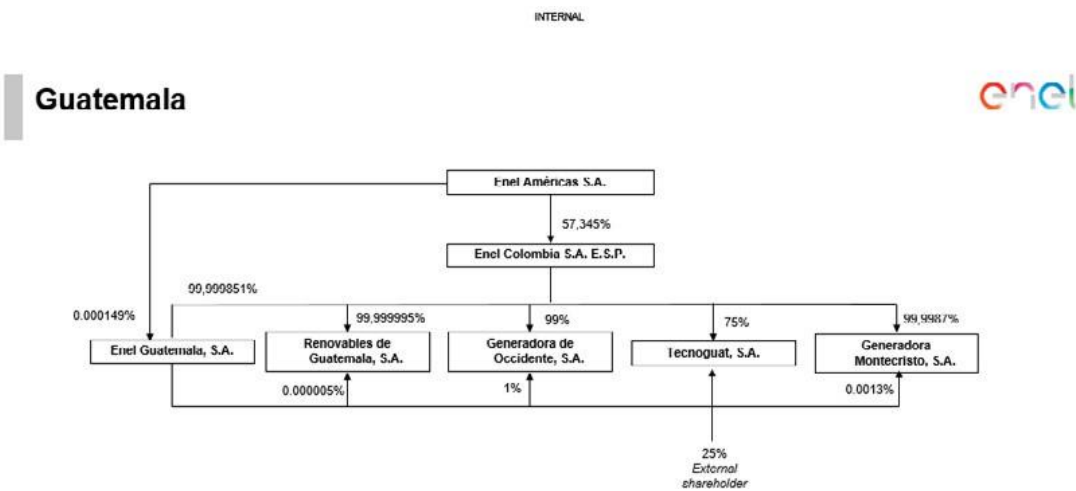 INTERNAL
Guatemala
enel
Enel Américas S.A.
57,345%
Enel Colombia S.A. E.S.P.
99,999851%
0.000149%
99,999995%
99%
75%
99,9987%
Enel Guatemala, S.A.
Renovables de
Guatemala, S.A.
Generadora de
Occidente, S.A.
Tecnoguat, S.A.
Generadora
Montecristo, S.A.
0.000005%
1%
0.0013%
25%
External
shareholder